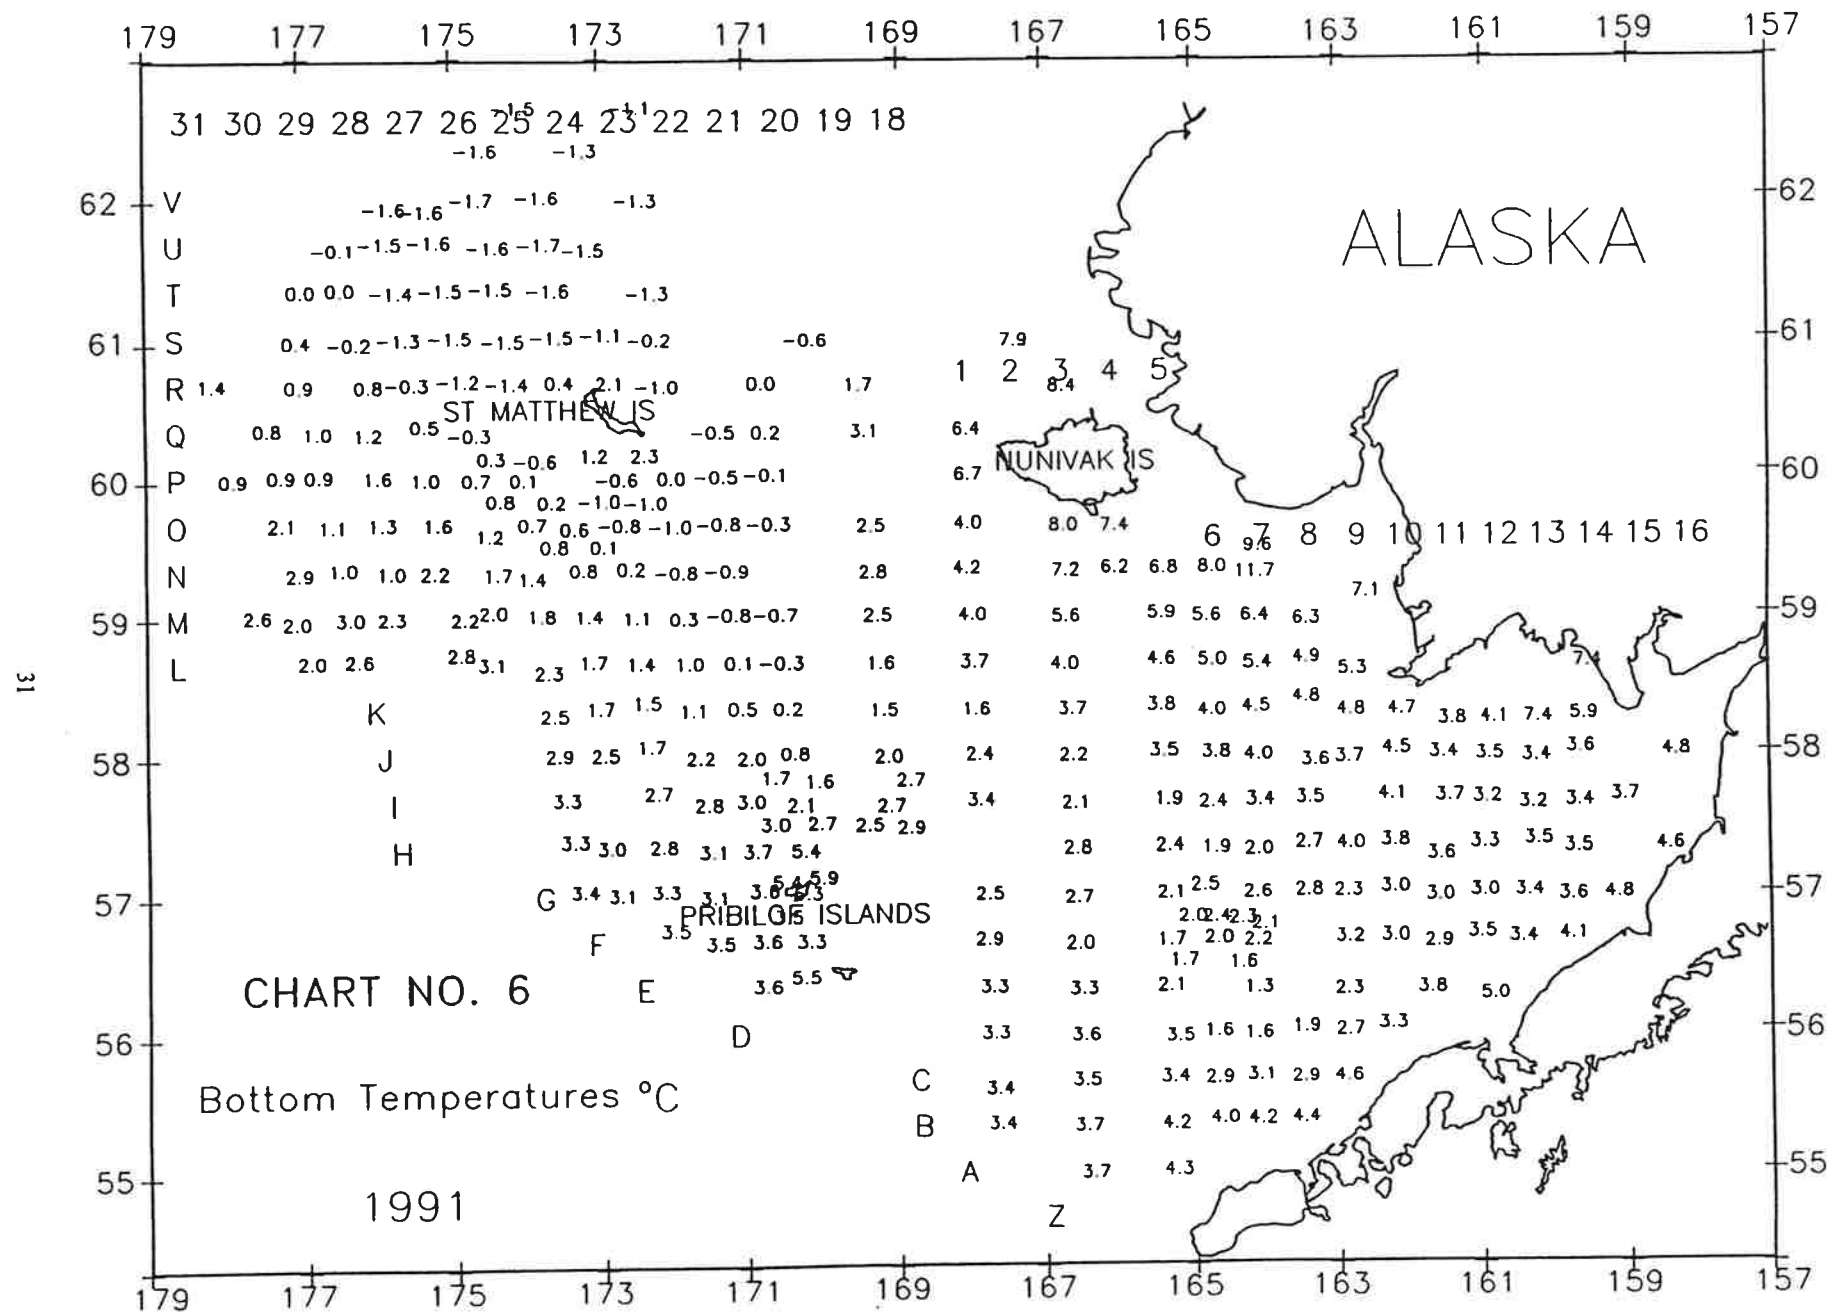 179 177 175 173 171 169 167 165 163 161 159 157
-1.5 -1.1
31 30 29 28 27 26 25 24 23 22 21 20 19 18
-1.6 -1.3
62 V -1.6 -1.6 -1.7 -1.6 -1.3 62
ALASKA
U -0.1 -1.5 -1.6 -1.6 -1.7 -1.5
T 0.0 0.0 -1.4 -1.5 -1.5 -1.6 -1.3
61 S 0.4 -0.2 -1.3 -1.5 -1.5 -1.5 -1.1 -0.2 -0.6 7.9 61
1 2 3 4 5
R 1.4 0.9 0.8 -0.3 -1.2 -1.4 0.4 2.1 -1.0 0.0 1.7 8.4
ST MATTHEW IS
Q 0.8 1.0 1.2 0.5 -0.3 -0.5 0.2 3.1 6.4
0.3 -0.6 1.2 2.3 NUNIVAK IS
60 P 0.9 0.9 0.9 1.6 1.0 0.7 0.1 -0.6 0.0 -0.5 -0.1 6.7 60
0.8 0.2 -1.0 -1.0
O 2.1 1.1 1.3 1.6 1.2 0.7 0.6 -0.8 -1.0 -0.8 -0.3 2.5 4.0 8.0 7.4
6 7 8 9 10 11 12 13 14 15 16
0.8 0.1 9.6
N 2.9 1.0 1.0 2.2 1.7 1.4 0.8 0.2 -0.8 -0.9 2.8 4.2 7.2 6.2 6.8 8.0 11.7
7.1
59 M 2.6 2.0 3.0 2.3 2.2 2.0 1.8 1.4 1.1 0.3 -0.8 -0.7 2.5 4.0 5.6 5.9 5.6 6.4 6.3 59
L 2.0 2.6 2.8 3.1 2.3 1.7 1.4 1.0 0.1 -0.3 1.6 3.7 4.0 4.6 5.0 5.4 4.9 5.3
31
K 2.5 1.7 1.5 1.1 0.5 0.2 1.5 1.6 3.7 3.8 4.0 4.5 4.8 4.8 4.7 3.8 4.1 7.4 5.9
58 J 2.9 2.5 1.7 2.2 2.0 0.8 2.0 2.4 2.2 3.5 3.8 4.0 3.6 3.7 4.5 3.4 3.5 3.4 3.6 4.8 58
1.7 1.6 2.7
I 3.3 2.7 2.8 3.0 2.1 2.7 3.4 2.1 1.9 2.4 3.4 3.5 4.1 3.7 3.2 3.2 3.4 3.7
3.0 2.7 2.5 2.9
H 3.3 3.0 2.8 3.1 3.7 5.4 2.8 2.4 1.9 2.0 2.7 4.0 3.8 3.6 3.3 3.5 3.5 4.6
5.9
57 G 3.4 3.1 3.3 3.1 2.5 2.7 2.1 2.5 2.6 2.8 2.3 3.0 3.0 3.0 3.4 3.6 4.8 57
PRIBILOF ISLANDS 2.0 2.4 2.3 2.1
F 3.5 3.5 3.6 3.3 2.9 2.0 1.7 2.0 2.2 3.2 3.0 2.9 3.5 3.4 4.1
1.7 1.6
CHART NO. 6 E 3.6 5.5 3.3 3.3 2.1 1.3 2.3 3.8 5.0
56 D 3.3 3.6 3.5 1.6 1.6 1.9 2.7 3.3 56
Bottom Temperatures °C C 3.4 3.5 3.4 2.9 3.1 2.9 4.6
B 3.4 3.7 4.2 4.0 4.2 4.4
55 A 3.7 4.3 55
1991 Z
179 177 175 173 171 169 167 165 163 161 159 157